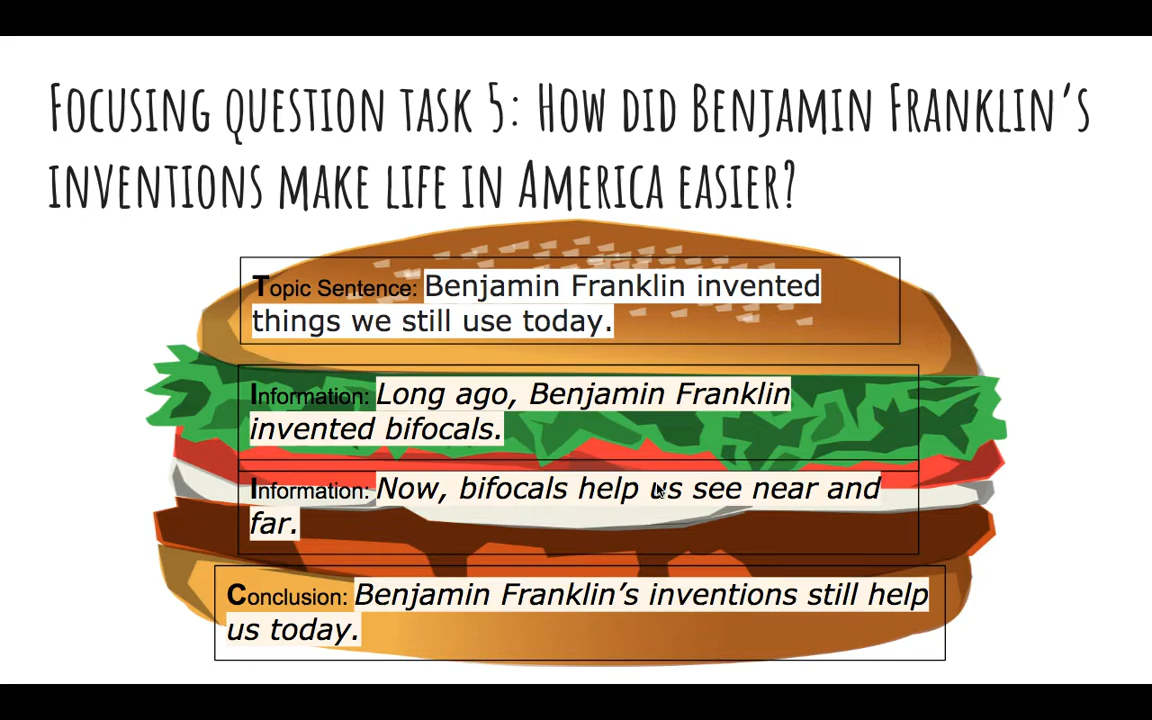 Focusing question task 5: How did Benjamin Franklin's
inventions make life in America easier?
Topic Sentence: Benjamin Franklin invented
things we still use today.
Information: Long ago, Benjamin Franklin
invented bifocals.
Information: Now, bifocals help us see near and
far.
Conclusion: Benjamin Franklin’s inventions still help
us today.